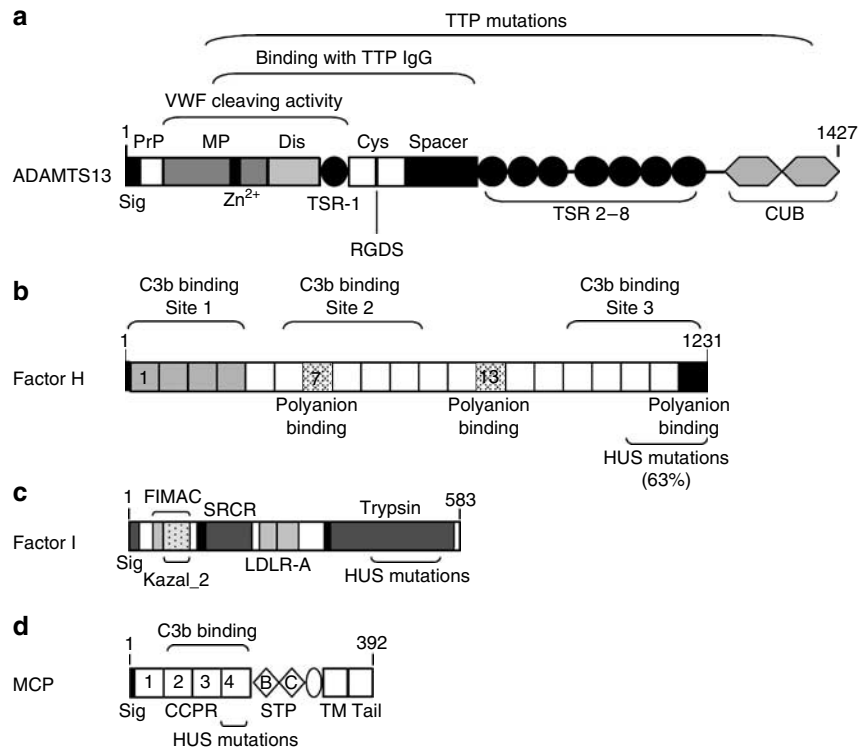 a
TTP mutations
Binding with TTP IgG
VWF cleaving activity
1
1427
PrP MP Dis Cys Spacer
ADAMTS13
Sig Zn2+ TSR-1 TSR 2–8 CUB
RGDS
b
C3b binding Site 1
C3b binding Site 2
C3b binding Site 3
1
1231
Factor H
1 7 13
Polyanion binding
Polyanion binding
Polyanion binding
HUS mutations
(63%)
c
1
FIMAC
SRCR
Trypsin
583
Factor I
Sig
Kazal_2
LDLR-A
HUS mutations
d
C3b binding
1
392
MCP
1 2 3 4 B C
Sig CCPR STP TM Tail
HUS mutations